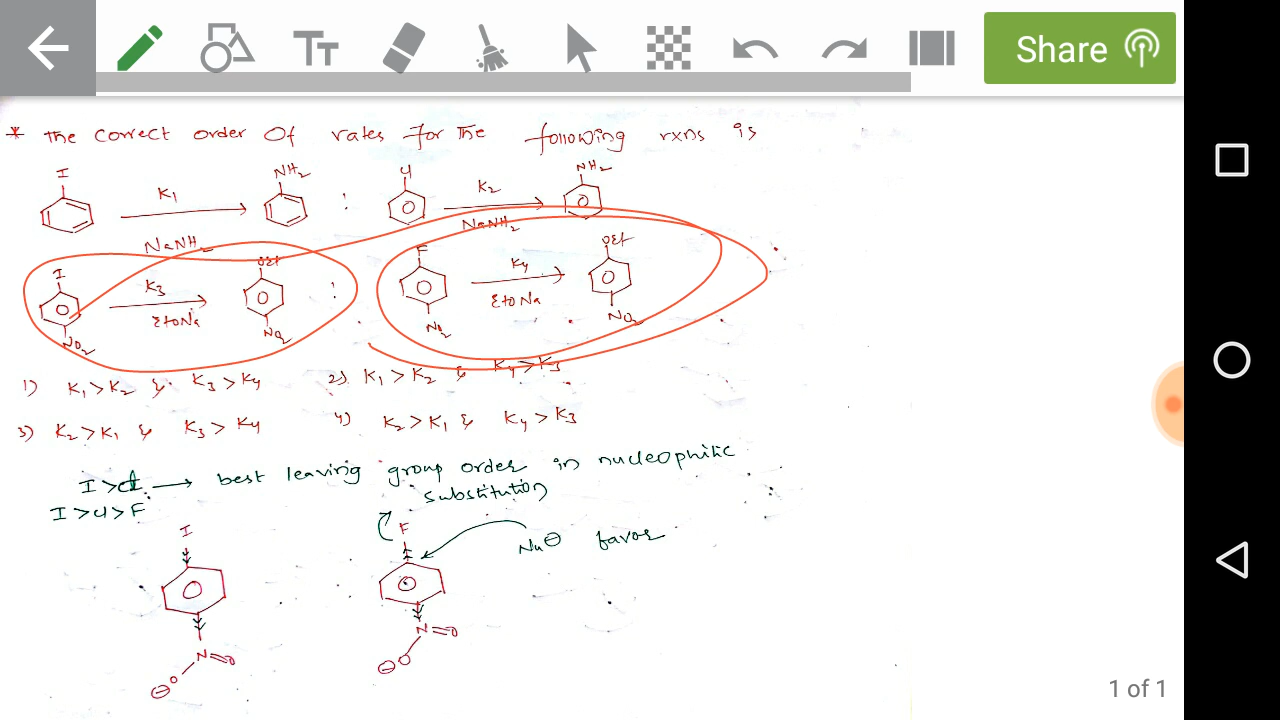 Share
* The correct order Of rates For The following rxns is
I K1 NaNH2 NH2 ; Cl K2 NaNH2 NH2
I NO2 K3 EtONa OEt NO2 ; F NO2 K4 EtONa OEt NO2
1) K1 > K2 & K3 > K4 2) K1 > K2 & K4 > K3
3) K2 > K1 & K3 > K4 4) K2 > K1 & K4 > K3
I > Cl → best leaving group order in nucleophilic
substitution
I > Cl > F
I F Nu⊖ favor
N=O N=O
⊖O ⊖O
1 of 1